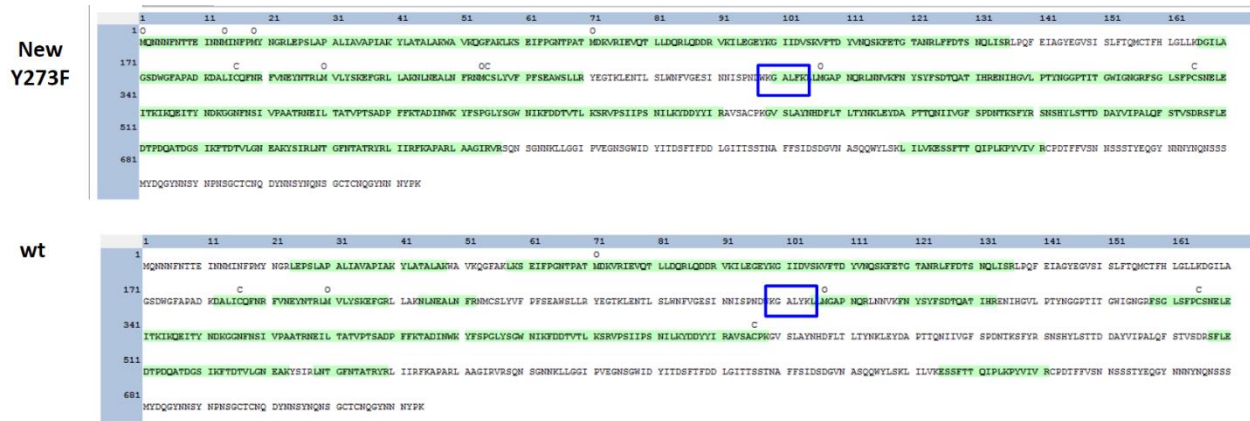 New
Y273F
1 11 21 31 41 51 61 71 81 91 101 111 121 131 141 151 161
O O O O
1 MQNNNFNTTE INNMINFPMY NGRLEPSLAP ALIAVAPIAK YLATALAKWA VKQGFAKLKS EIFPGNTPAT MDKVRIEVQT LLDQRLQDDR VKILEGEYKG IIDVSKVFTD YVNQSKFETG TANRLFFDTS NQLISRLPQF EIAGYEGVSI SLFTQMCTFH LGLLKDGILA
C O OC O C
171 GSDWGFAPAD KDALICQFNR FVNEYNTRLM VLYSKEFGRL LAKNLNEALN FRNMCSLYVF PFSEAWSLLR YEGTKLENTL SLWNFVGESI NNISPNDWKG ALFKLLMGAP NQRLNNVKFN YSYFSDTQAT IHRENIHGVL PTYNGGPTIT GWIGNGRFSG LSFPCSNELE
341 ITKIKQEITY NDKGGNFNSI VPAATRNEIL TATVPTSADP FFKTADINWK YFSPGLYSGW NIKFDDTVTL KSRVPSIIPS NILKYDDYYI RAVSACPKGV SLAYNHDFLT LTYNKLEYDA PTTQNIIVGF SPDNTKSFYR SNSHYLSTTD DAYVIPALQF STVSDRSFLE
511 DTPDQATDGS IKFTDTVLGN EAKYSIRLNT GFNTATRYRL IIRFKAPARL AAGIRVRSQN SGNNKLLGGI PVEGNSGWID YITDSFTFDD LGITTSSTNA FFSIDSDGVN ASQQWYLSKL ILVKESSFTT QIPLKPYVIV RCPDTFFVSN NSSSTYEQGY NNNYNQNSSS
681 MYDQGYNNSY NPNSGCTCNQ DYNNSYNQNS GCTCNQGYNN NYPK
wt
1 11 21 31 41 51 61 71 81 91 101 111 121 131 141 151 161
O
1 MQNNNFNTTE INNMINFPMY NGRLEPSLAP ALIAVAPIAK YLATALAKWA VKQGFAKLKS EIFPGNTPAT MDKVRIEVQT LLDQRLQDDR VKILEGEYKG IIDVSKVFTD YVNQSKFETG TANRLFFDTS NQLISRLPQF EIAGYEGVSI SLFTQMCTFH LGLLKDGILA
C O O C
171 GSDWGFAPAD KDALICQFNR FVNEYNTRLM VLYSKEFGRL LAKNLNEALN FRNMCSLYVF PFSEAWSLLR YEGTKLENTL SLWNFVGESI NNISPNDWKG ALYKLLMGAP NQRLNNVKFN YSYFSDTQAT IHRENIHGVL PTYNGGPTIT GWIGNGRFSG LSFPCSNELE
C
341 ITKIKQEITY NDKGGNFNSI VPAATRNEIL TATVPTSADP FFKTADINWK YFSPGLYSGW NIKFDDTVTL KSRVPSIIPS NILKYDDYYI RAVSACPKGV SLAYNHDFLT LTYNKLEYDA PTTQNIIVGF SPDNTKSFYR SNSHYLSTTD DAYVIPALQF STVSDRSFLE
511 DTPDQATDGS IKFTDTVLGN EAKYSIRLNT GFNTATRYRL IIRFKAPARL AAGIRVRSQN SGNNKLLGGI PVEGNSGWID YITDSFTFDD LGITTSSTNA FFSIDSDGVN ASQQWYLSKL ILVKESSFTT QIPLKPYVIV RCPDTFFVSN NSSSTYEQGY NNNYNQNSSS
681 MYDQGYNNSY NPNSGCTCNQ DYNNSYNQNS GCTCNQGYNN NYPK